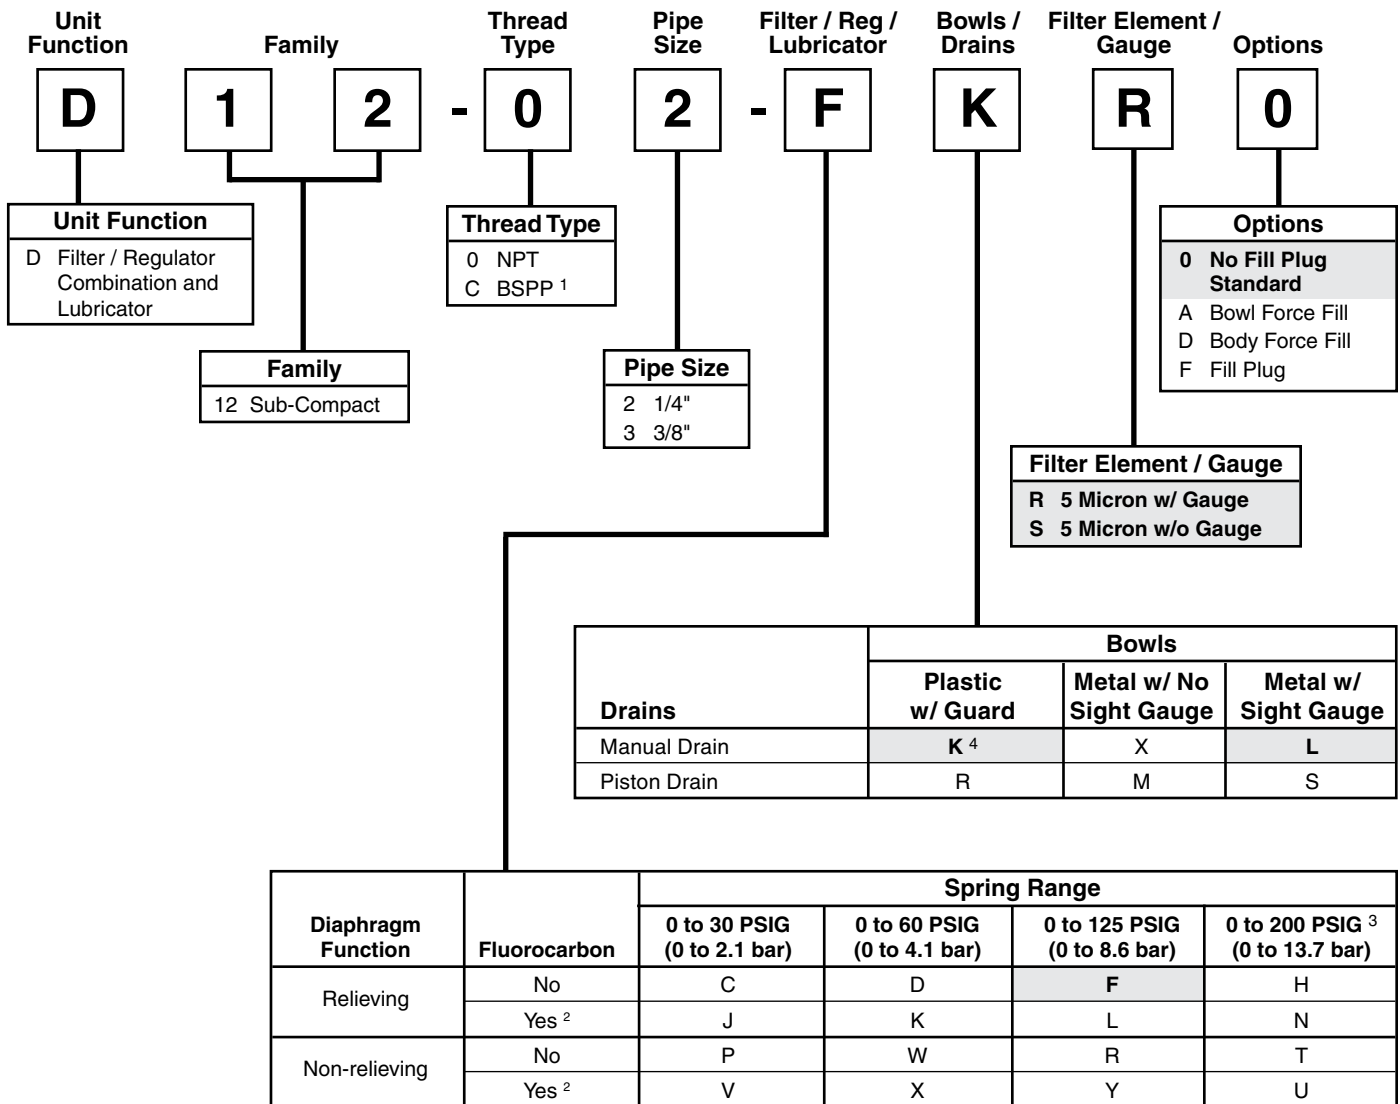 Unit Function
Family
Thread Type
Pipe Size
Filter / Reg / Lubricator
Bowls / Drains
Filter Element / Gauge
Options
D 1 2 - 0 2 - F K R 0
Unit Function
D Filter / Regulator
Combination and
Lubricator
Family
12 Sub-Compact
Thread Type
0 NPT
C BSPP 1
Pipe Size
2 1/4"
3 3/8"
Options
0 No Fill Plug
Standard
A Bowl Force Fill
D Body Force Fill
F Fill Plug
Filter Element / Gauge
R 5 Micron w/ Gauge
S 5 Micron w/o Gauge
Bowls
Drains
Plastic w/ Guard
Metal w/ No Sight Gauge
Metal w/ Sight Gauge
Manual Drain K 4 X L
Piston Drain R M S
Spring Range
Diaphragm Function
Fluorocarbon
0 to 30 PSIG (0 to 2.1 bar)
0 to 60 PSIG (0 to 4.1 bar)
0 to 125 PSIG (0 to 8.6 bar)
0 to 200 PSIG 3 (0 to 13.7 bar)
Relieving
No C D F H
Yes 2 J K L N
Non-relieving
No P W R T
Yes 2 V X Y U